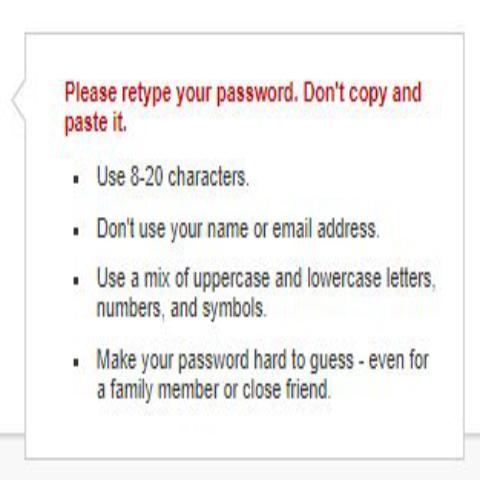 Please retype your password. Don't copy and
paste it.
▪ Use 8-20 characters.
▪ Don't use your name or email address.
▪ Use a mix of uppercase and lowercase letters,
numbers, and symbols.
▪ Make your password hard to guess - even for
a family member or close friend.